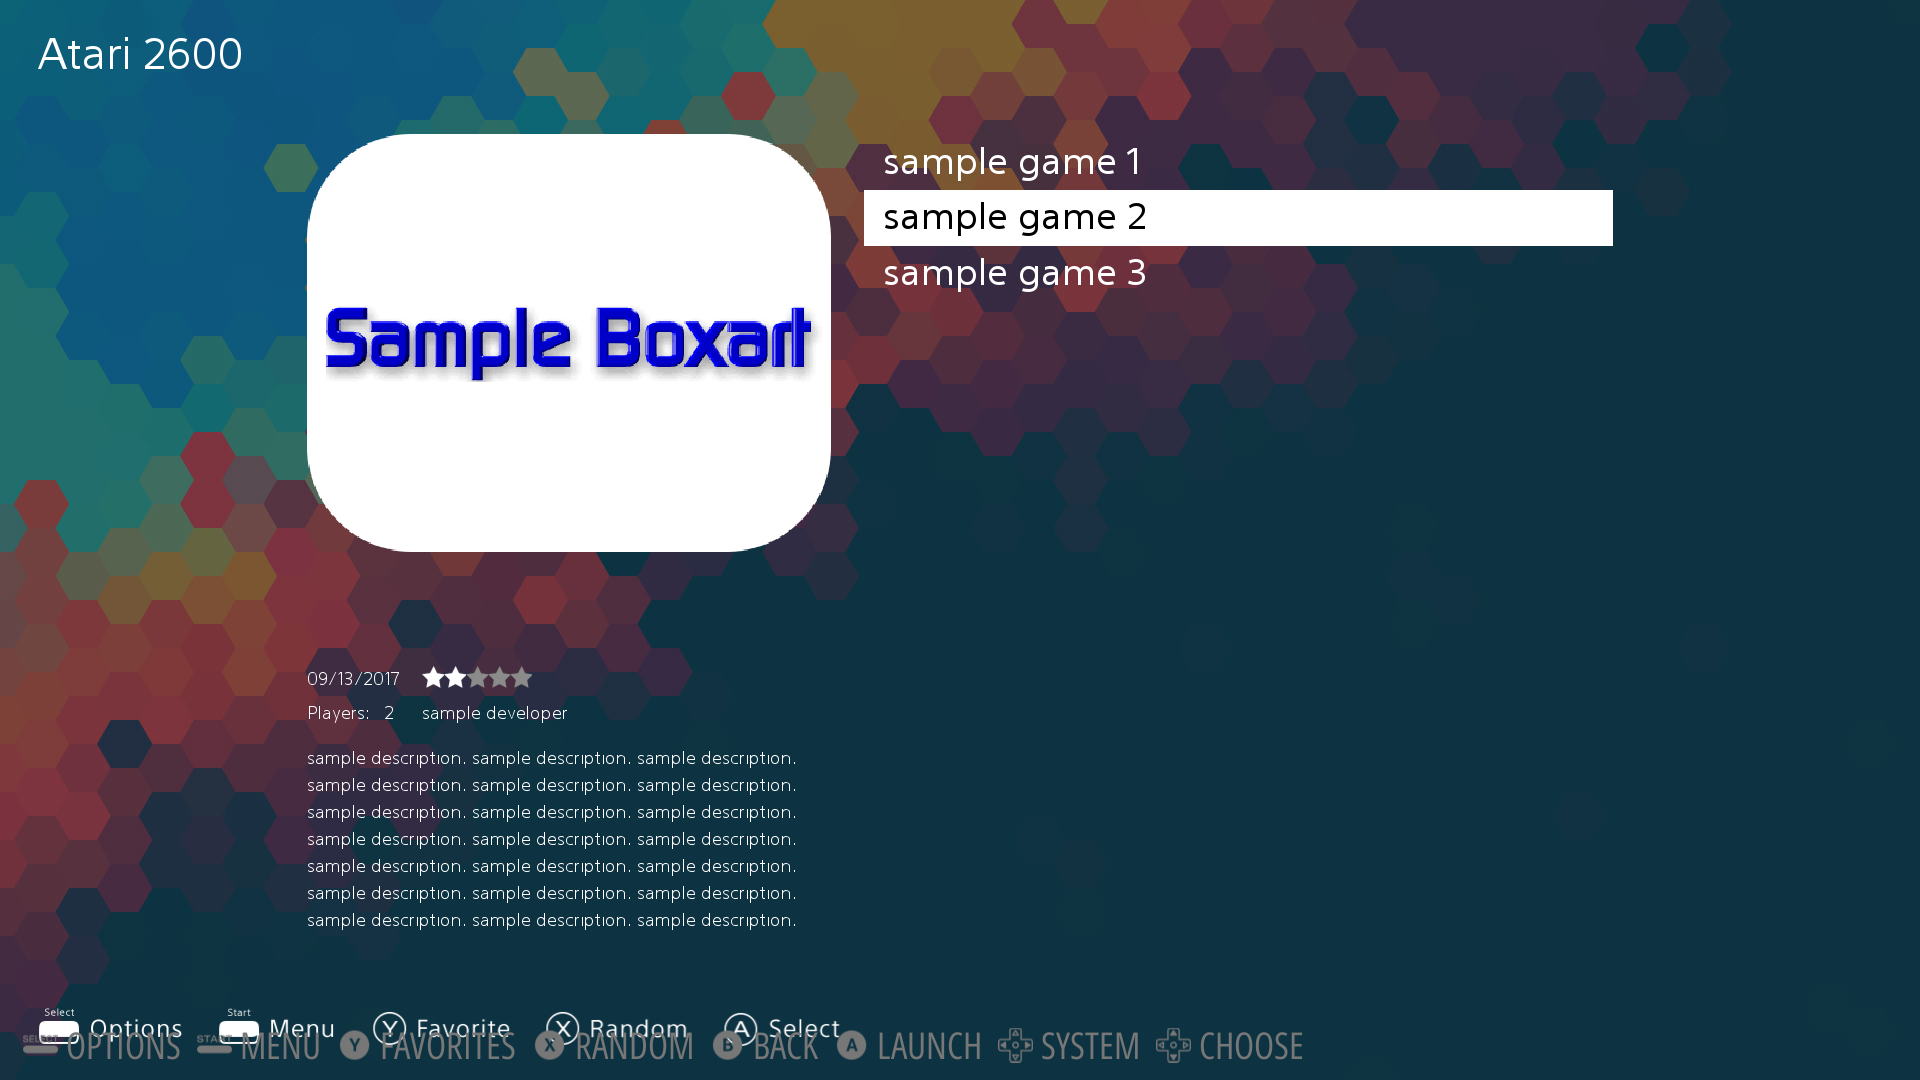 Atari 2600
sample game 1
sample game 2
sample game 3
Sample Boxart
09/13/2017
Players: 2 sample developer
sample description. sample description. sample description.
sample description. sample description. sample description.
sample description. sample description. sample description.
sample description. sample description. sample description.
sample description. sample description. sample description.
sample description. sample description. sample description.
sample description. sample description. sample description.
Select Options Start Menu Y Favorite X Random A Select
SELECT OPTIONS START MENU Y FAVORITES X RANDOM B BACK A LAUNCH SYSTEM CHOOSE